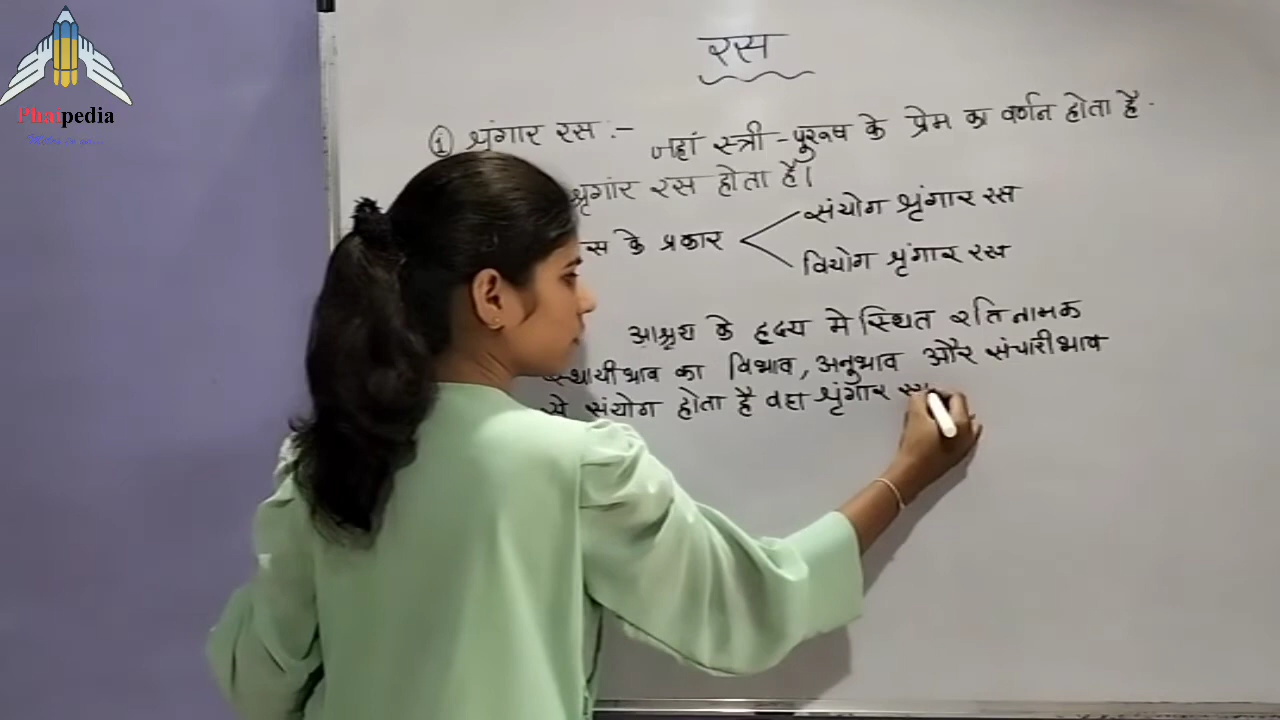 Phatpedia
रस
① श्रृंगार रस :- जहां स्त्री - पुरूष के प्रेम का वर्णन होता है -
श्रृगांर रस होता है।
स के प्रकार
संयोग श्रृंगार रस
वियोग श्रृंगार रस
आश्रय के हृदय मे स्थित रति नामक
स्थायीभाव का विभाव, अनुभाव और संचारी भाव
से संयोग होता है वहा श्रृंगार रस